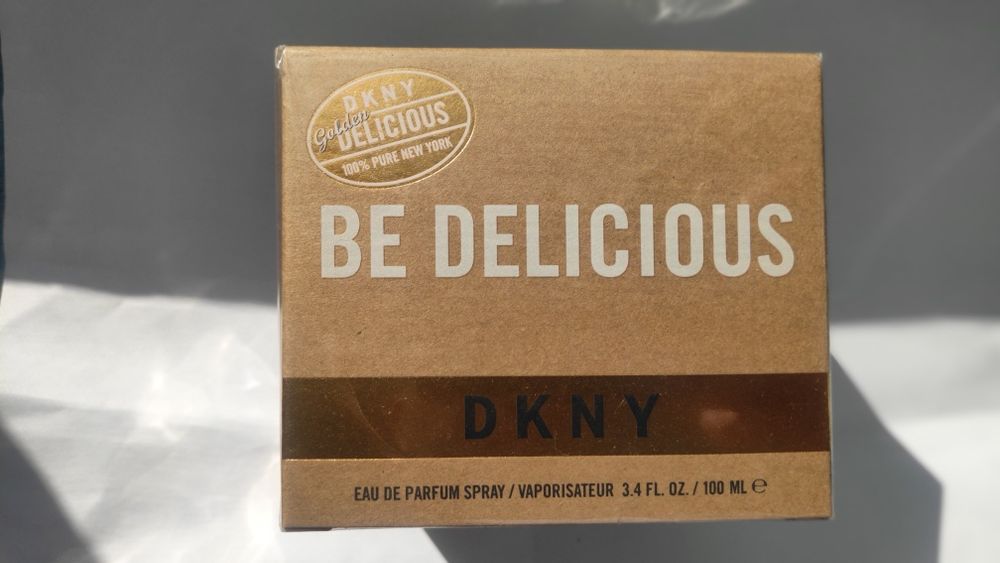 DKNY
Golden
DELICIOUS
100% PURE NEW YORK
BE DELICIOUS
DKNY
EAU DE PARFUM SPRAY / VAPORISATEUR 3.4 FL. OZ. / 100 ML ℮